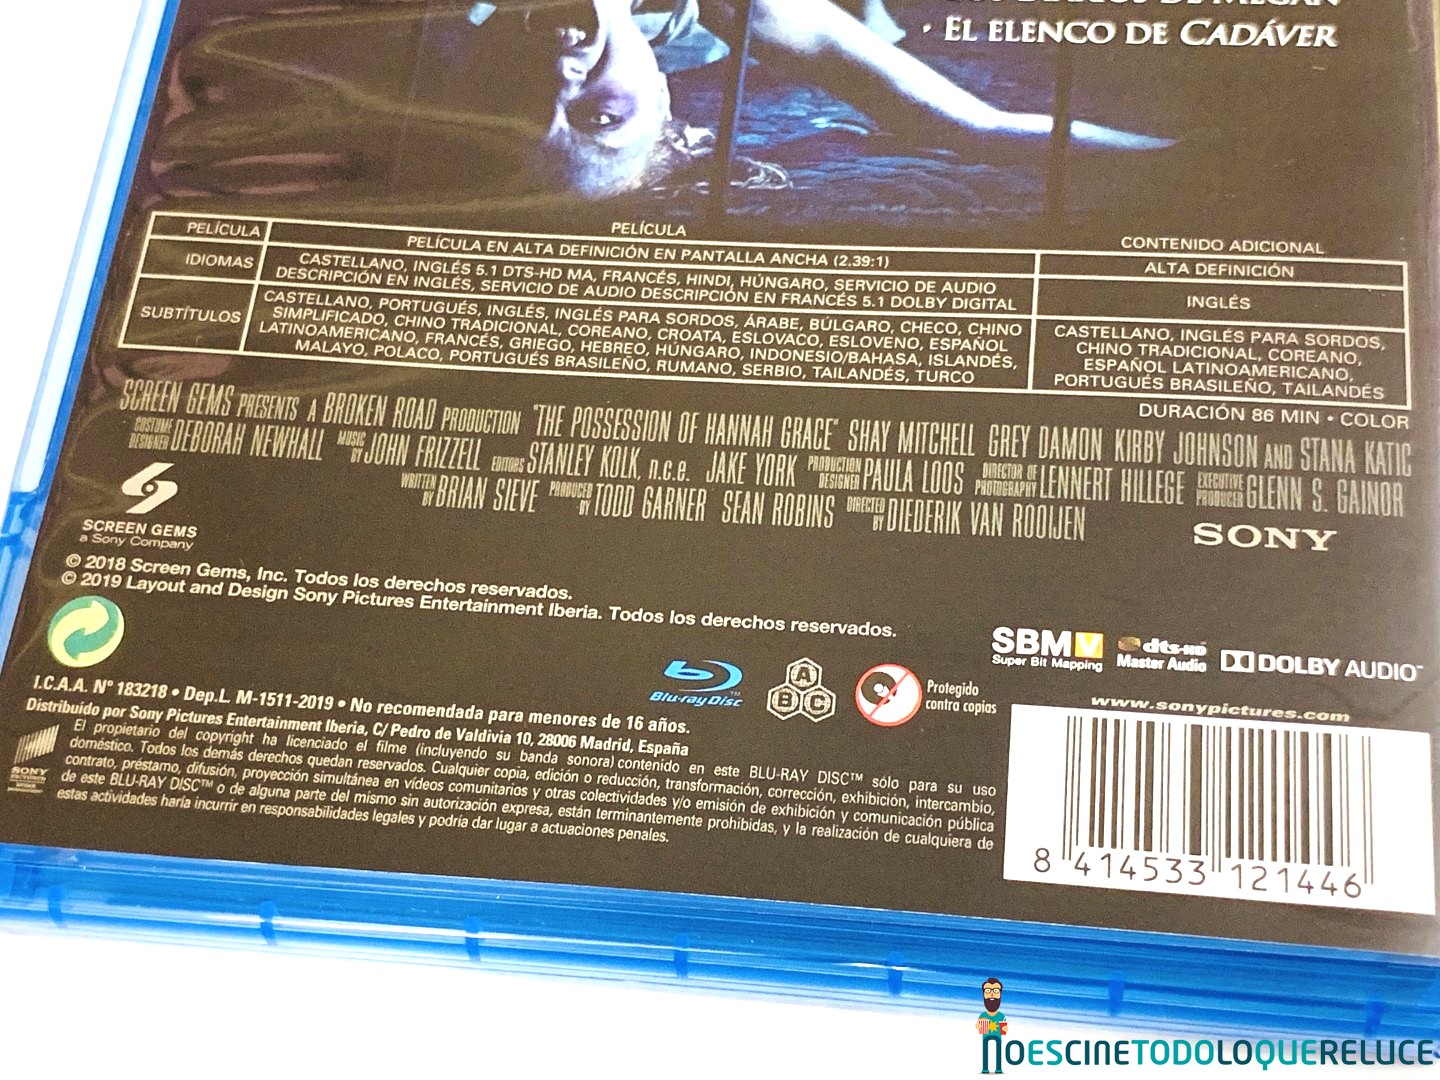 • EL ELENCO DE CADÁVER
PELÍCULA
PELÍCULA
CONTENIDO ADICIONAL
PELÍCULA EN ALTA DEFINICIÓN EN PANTALLA ANCHA (2.39:1)
ALTA DEFINICIÓN
IDIOMAS
CASTELLANO, INGLÉS 5.1 DTS-HD MA, FRANCÉS, HINDI, HÚNGARO, SERVICIO DE AUDIO
DESCRIPCIÓN EN INGLÉS, SERVICIO DE AUDIO DESCRIPCIÓN EN FRANCÉS 5.1 DOLBY DIGITAL
INGLÉS
SUBTÍTULOS
CASTELLANO, PORTUGUÉS, INGLÉS, INGLÉS PARA SORDOS, ÁRABE, BÚLGARO, CHECO, CHINO
SIMPLIFICADO, CHINO TRADICIONAL, COREANO, CROATA, ESLOVACO, ESLOVENO, ESPAÑOL
LATINOAMERICANO, FRANCÉS, GRIEGO, HEBREO, HÚNGARO, INDONESIO/BAHASA, ISLANDÉS,
MALAYO, POLACO, PORTUGUÉS BRASILEÑO, RUMANO, SERBIO, TAILANDÉS, TURCO
CASTELLANO, INGLÉS PARA SORDOS,
CHINO TRADICIONAL, COREANO,
ESPAÑOL LATINOAMERICANO,
PORTUGUÉS BRASILEÑO, TAILANDÉS
DURACIÓN 86 MIN • COLOR
SCREEN GEMS PRESENTS A BROKEN ROAD PRODUCTION "THE POSSESSION OF HANNAH GRACE" SHAY MITCHELL GREY DAMON KIRBY JOHNSON AND STANA KATIC
COSTUME DESIGNER DEBORAH NEWHALL MUSIC BY JOHN FRIZZELL EDITORS STANLEY KOLK, n.c.e. JAKE YORK PRODUCTION DESIGNER PAULA LOOS DIRECTOR OF PHOTOGRAPHY LENNERT HILLEGE EXECUTIVE PRODUCER GLENN S. GAINOR
WRITTEN BY BRIAN SIEVE PRODUCED BY TODD GARNER SEAN ROBINS DIRECTED BY DIEDERIK VAN ROOIJEN
SCREEN GEMS
a Sony Company
SONY
© 2018 Screen Gems, Inc. Todos los derechos reservados.
© 2019 Layout and Design Sony Pictures Entertainment Iberia. Todos los derechos reservados.
SBMV
Super Bit Mapping
dts-HD
Master Audio
DOLBY AUDIO™
Blu-ray Disc™
A
B C
Protegido
contra copias
www.sonypictures.com
I.C.A.A. Nº 183218 • Dep.L. M-1511-2019 • No recomendada para menores de 16 años.
Distribuido por Sony Pictures Entertainment Iberia, C/ Pedro de Valdivia 10, 28006 Madrid, España
El propietario del copyright ha licenciado el filme (incluyendo su banda sonora) contenido en este BLU-RAY DISC™ sólo para su uso
doméstico. Todos los demás derechos quedan reservados. Cualquier copia, edición o reducción, transformación, corrección, exhibición, intercambio,
contrato, préstamo, difusión, proyección simultánea en vídeos comunitarios y otras colectividades y/o emisión de exhibición y comunicación pública
de este BLU-RAY DISC™ o de alguna parte del mismo sin autorización expresa, están terminantemente prohibidas, y la realización de cualquiera de
estas actividades haría incurrir en responsabilidades legales y podría dar lugar a actuaciones penales.
SONY
8 414533 121446
NOESCINETODOLOQUERELUCE